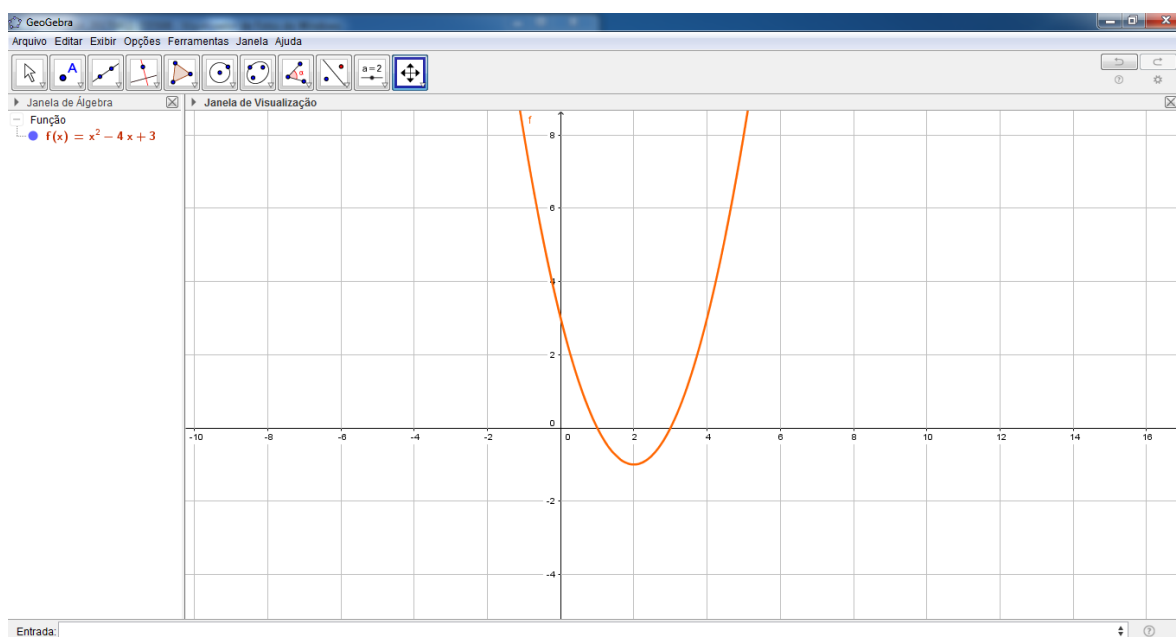 GeoGebra
Arquivo Editar Exibir Opções Ferramentas Janela Ajuda
A α a=2
Janela de Álgebra
Janela de Visualização
Função
f(x) = x² − 4 x + 3
f
8
6
4
2
0
-10 -8 -6 -4 -2 0 2 4 6 8 10 12 14 16
-2
-4
Entrada: